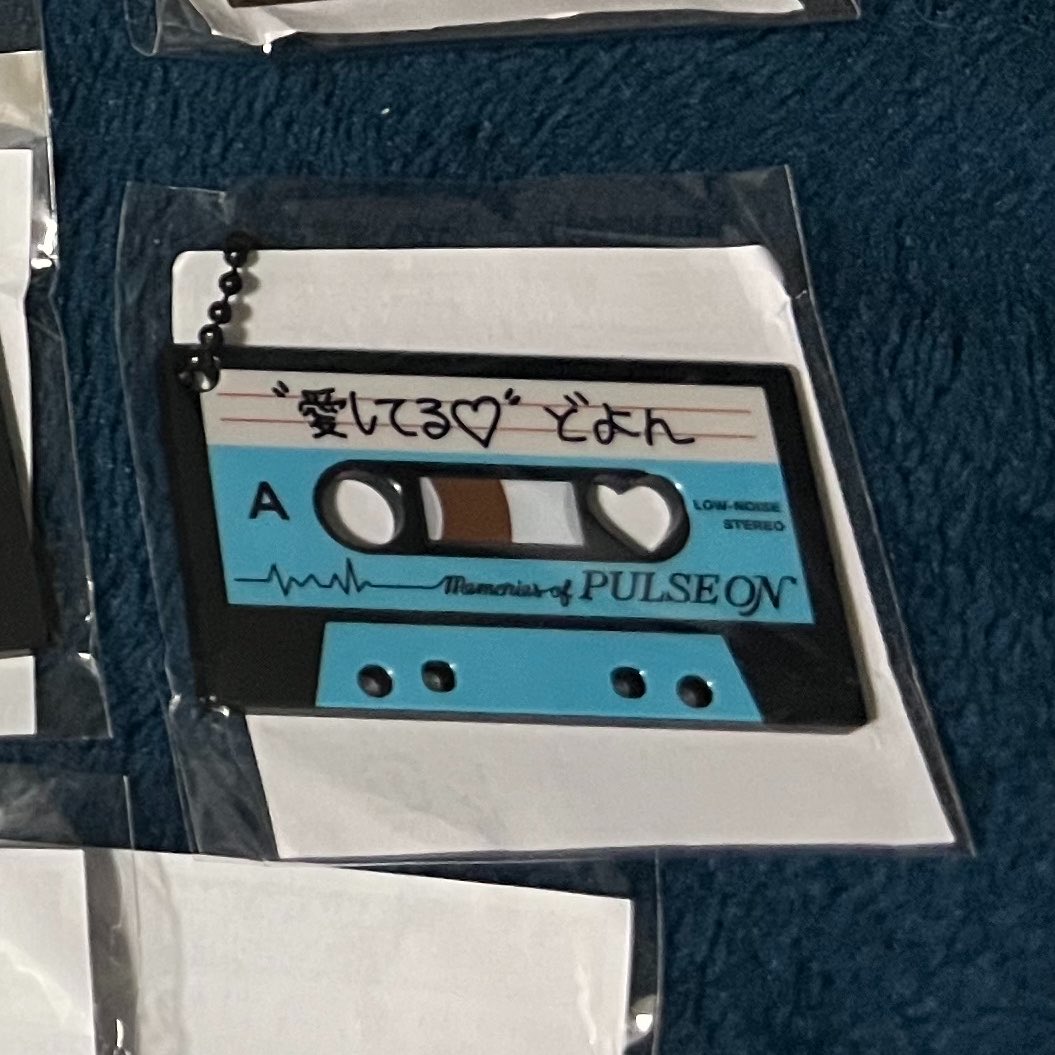 "愛してる♡" どよん
A
LOW-NOISE
STEREO
Memories of PULSE ON